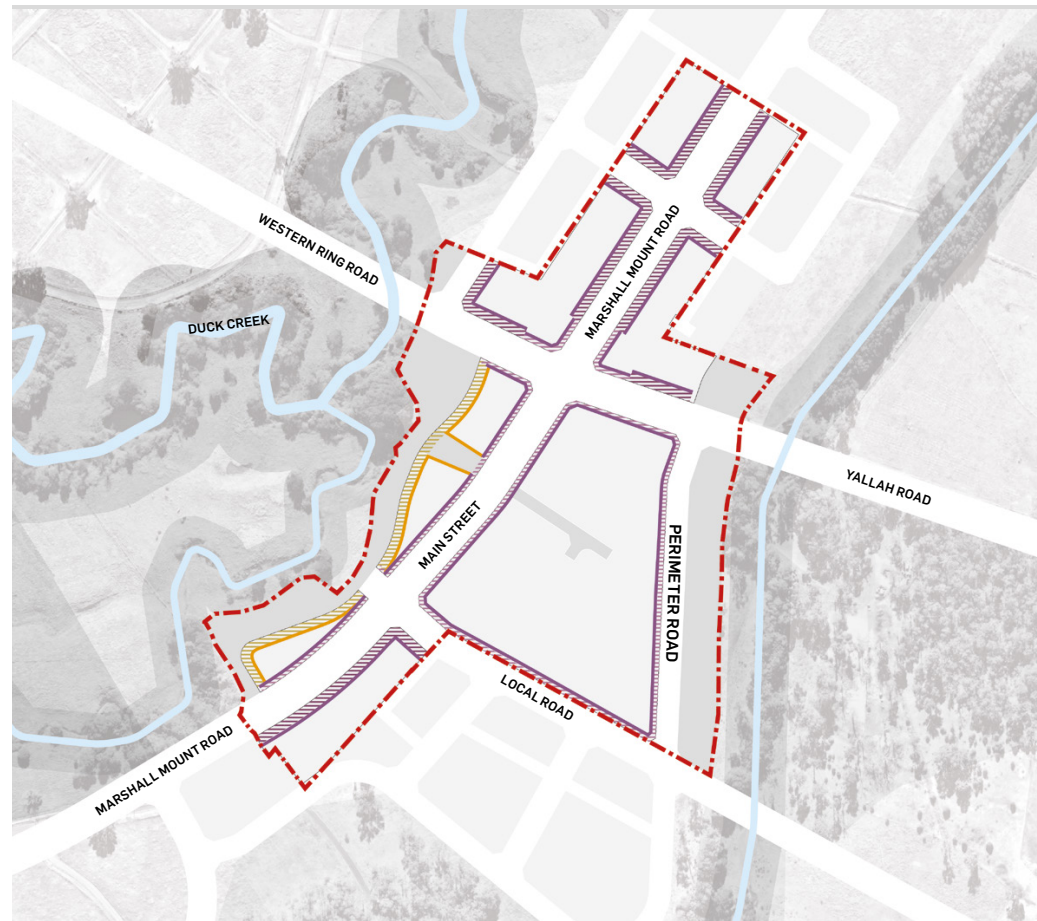 WESTERN RING ROAD
MARSHALL MOUNT ROAD
DUCK CREEK
YALLAH ROAD
MAIN STREET
PERIMETER ROAD
LOCAL ROAD
MARSHALL MOUNT ROAD